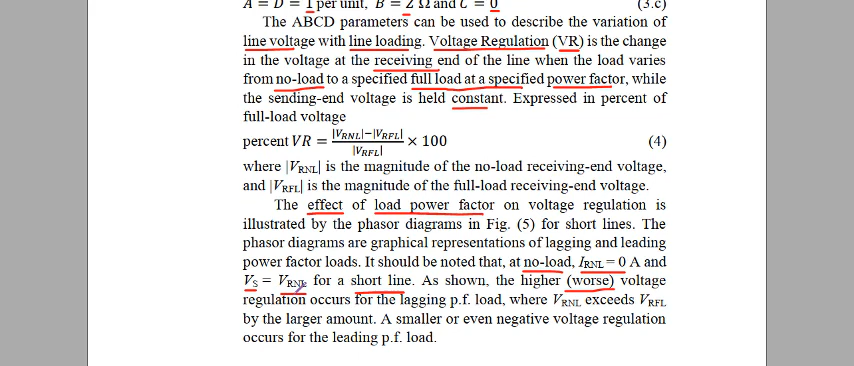 A = D = 1 per unit, B = Z Ω and C = 0 (3.c)
The ABCD parameters can be used to describe the variation of
line voltage with line loading. Voltage Regulation (VR) is the change
in the voltage at the receiving end of the line when the load varies
from no-load to a specified full load at a specified power factor, while
the sending-end voltage is held constant. Expressed in percent of
full-load voltage
percent VR = |V_RNL|−|V_RFL| / |V_RFL| × 100 (4)
where |V_RNL| is the magnitude of the no-load receiving-end voltage,
and |V_RFL| is the magnitude of the full-load receiving-end voltage.
The effect of load power factor on voltage regulation is
illustrated by the phasor diagrams in Fig. (5) for short lines. The
phasor diagrams are graphical representations of lagging and leading
power factor loads. It should be noted that, at no-load, I_RNL = 0 A and
V_S = V_RNL for a short line. As shown, the higher (worse) voltage
regulation occurs for the lagging p.f. load, where V_RNL exceeds V_RFL
by the larger amount. A smaller or even negative voltage regulation
occurs for the leading p.f. load.